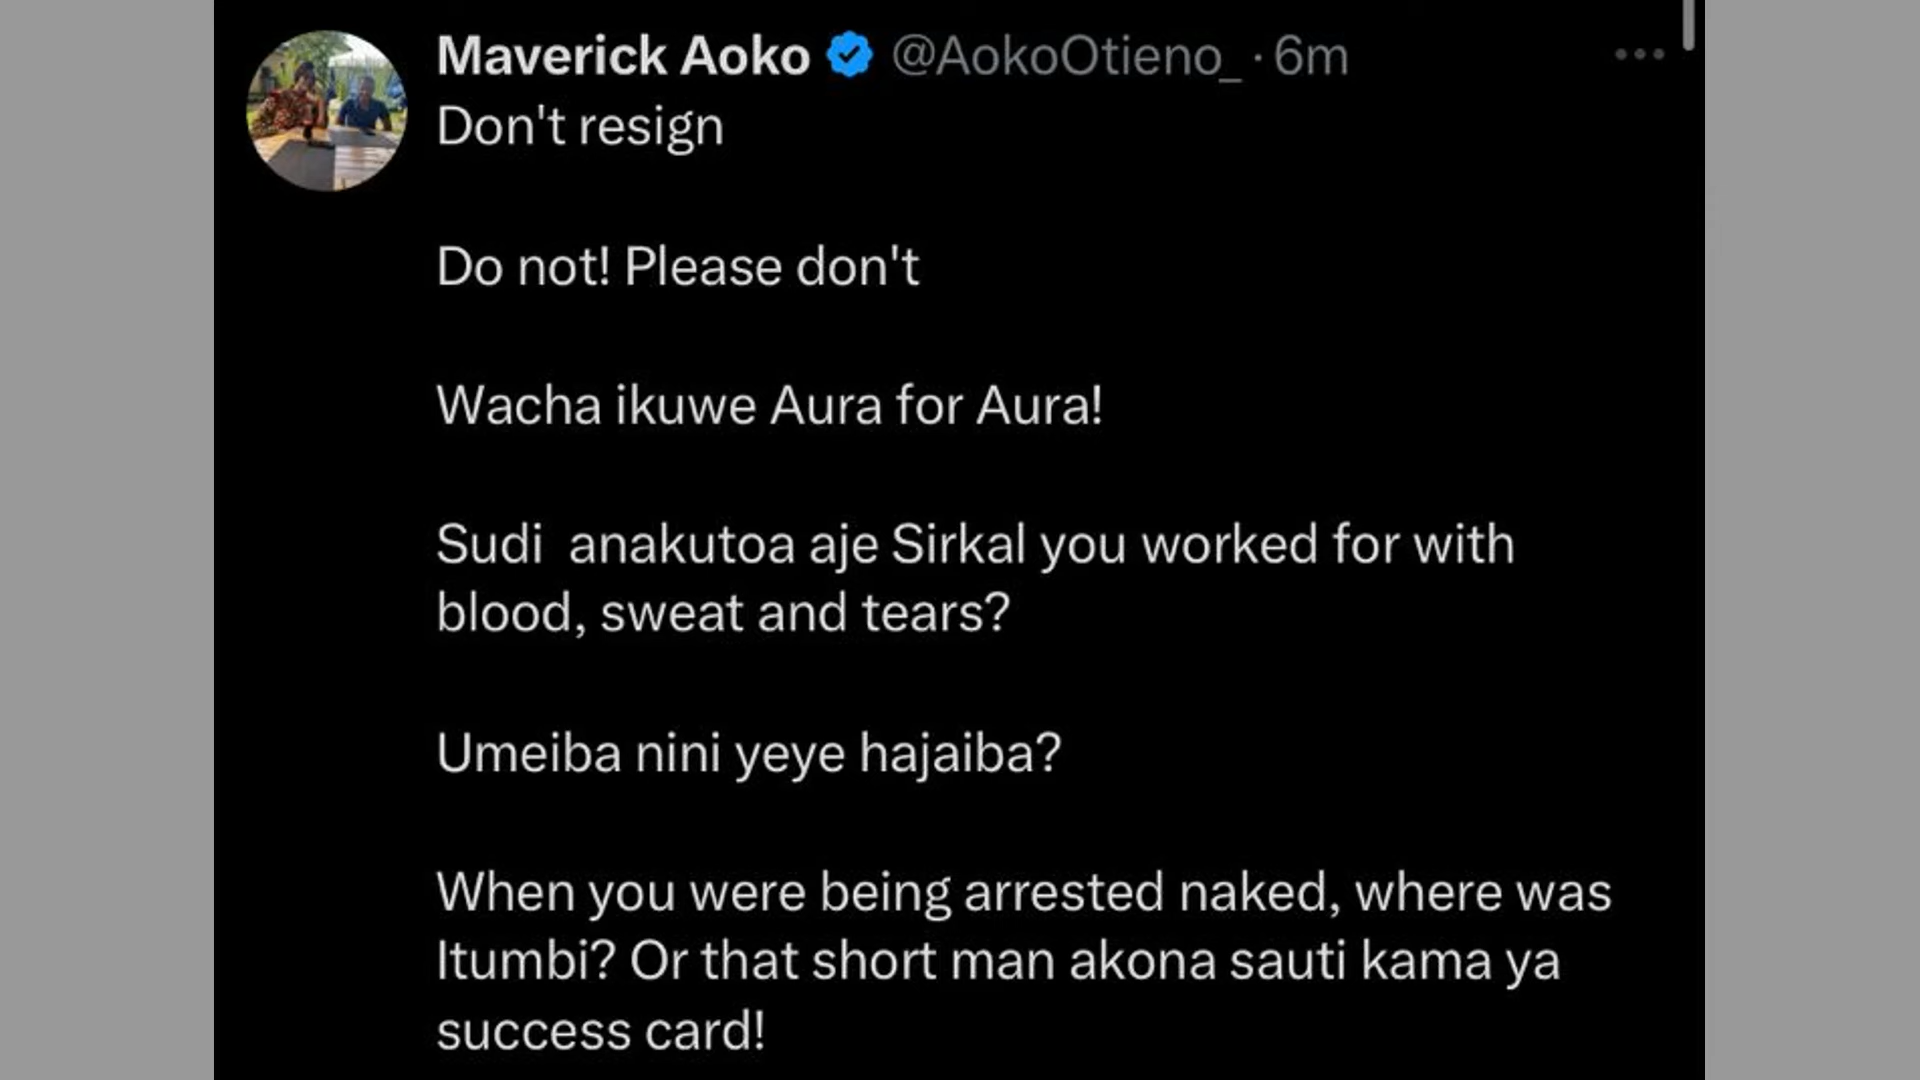 Maverick Aoko @AokoOtieno_ · 6m
Don't resign
Do not! Please don't
Wacha ikuwe Aura for Aura!
Sudi anakutoa aje Sirkal you worked for with
blood, sweat and tears?
Umeiba nini yeye hajaiba?
When you were being arrested naked, where was
Itumbi? Or that short man akona sauti kama ya
success card!